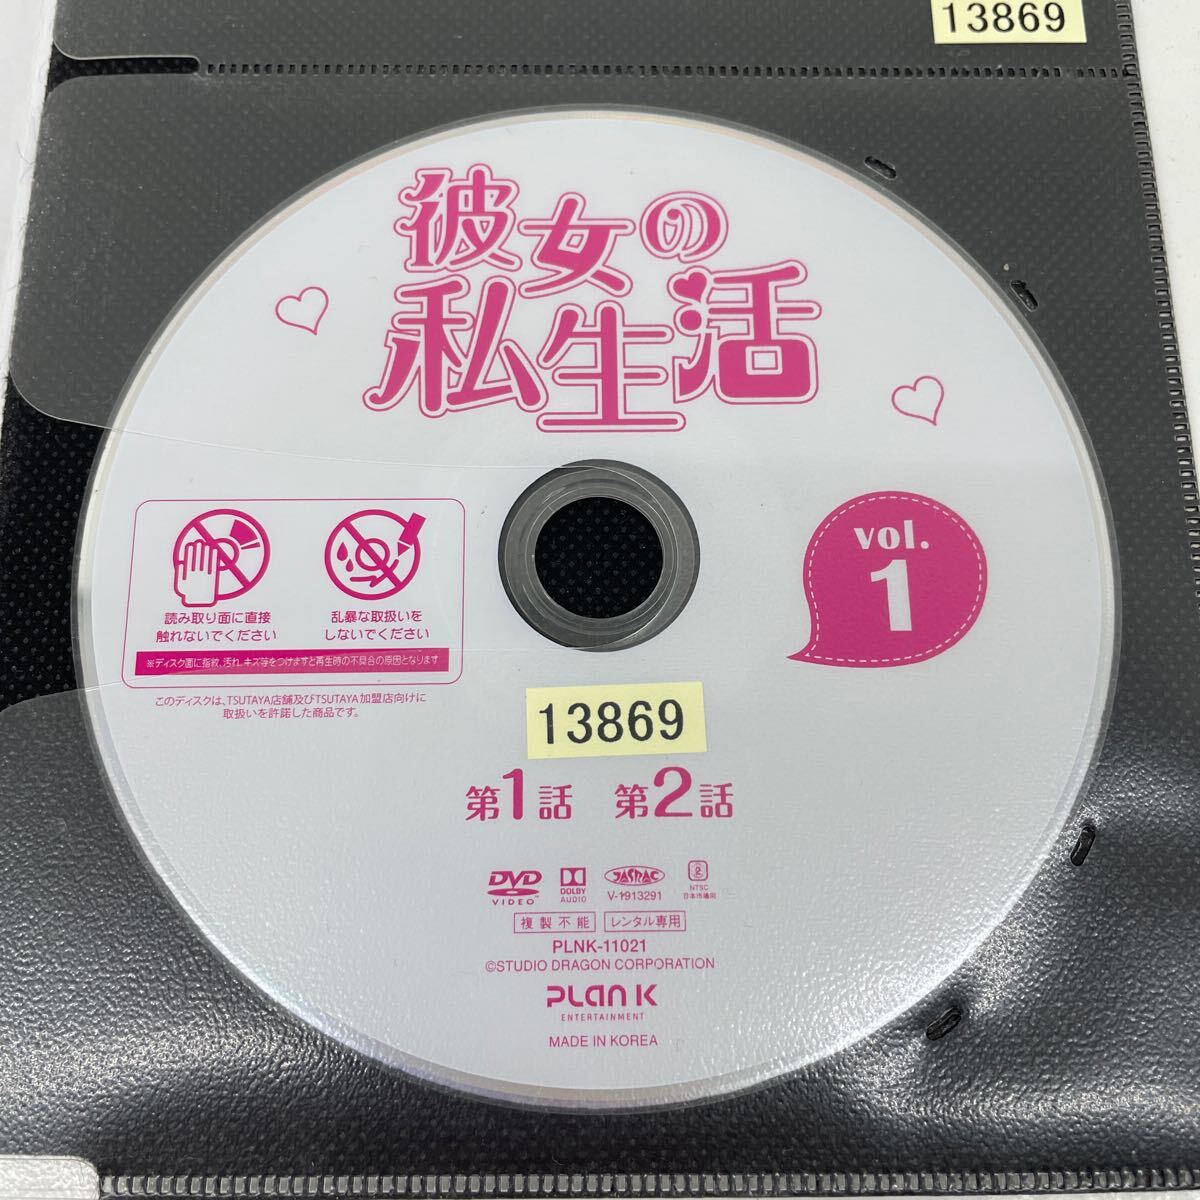 13869
彼女の
私生活
vol.
1
読み取り面に直接
触れないでください
乱暴な取扱いを
しないでください
※ディスク面に指紋、汚れ、キズ等をつけますと再生時の不具合の原因となります
このディスクは、TSUTAYA店舗及びTSUTAYA加盟店向けに
取扱いを許諾した商品です。
13869
第1話 第2話
DVD
VIDEO
DOLBY
AUDIO
JASRAC
V-1913291
2
NTSC
日本市場向
複製不能 レンタル専用
PLNK-11021
©STUDIO DRAGON CORPORATION
PLan K
ENTERTAINMENT
MADE IN KOREA